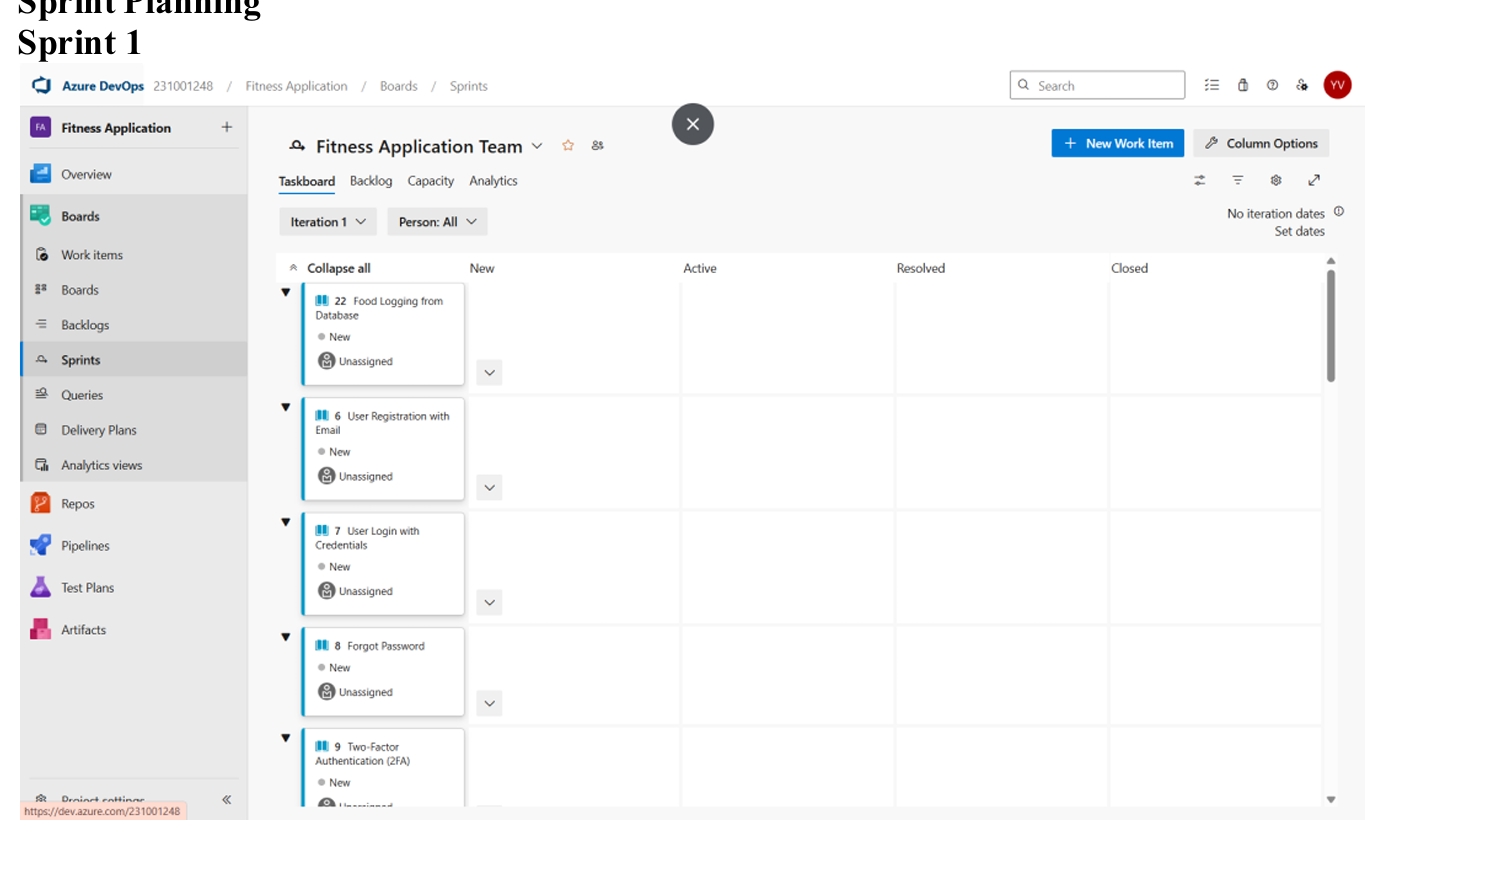 Sprint Planning
Sprint 1
Azure DevOps 231001248 / Fitness Application / Boards / Sprints
Search
YV
FA Fitness Application
Overview
Boards
Work items
Boards
Backlogs
Sprints
Queries
Delivery Plans
Analytics views
Repos
Pipelines
Test Plans
Artifacts
Project settings
https://dev.azure.com/231001248
Fitness Application Team
New Work Item
Column Options
Taskboard Backlog Capacity Analytics
Iteration 1
Person: All
No iteration dates
Set dates
Collapse all New Active Resolved Closed
22 Food Logging from
Database
New
Unassigned
6 User Registration with
Email
New
Unassigned
7 User Login with
Credentials
New
Unassigned
8 Forgot Password
New
Unassigned
9 Two-Factor
Authentication (2FA)
New
Unassigned